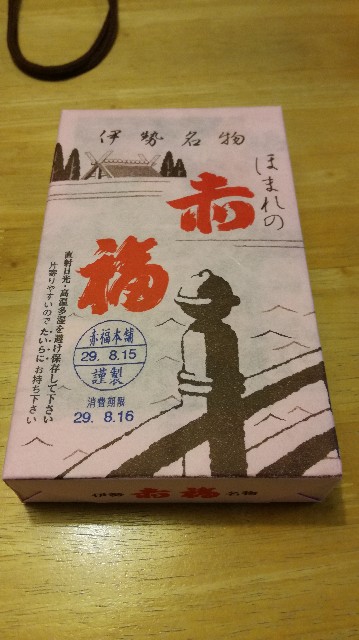 伊勢名物
ほまれの
赤
福
直射日光・高温多湿を避け保存して下さい
片寄りやすいのでたいらにお持ち下さい
赤福本舗
29. 8.15
謹製
消費期限
29. 8.16
伊勢 赤福 名物